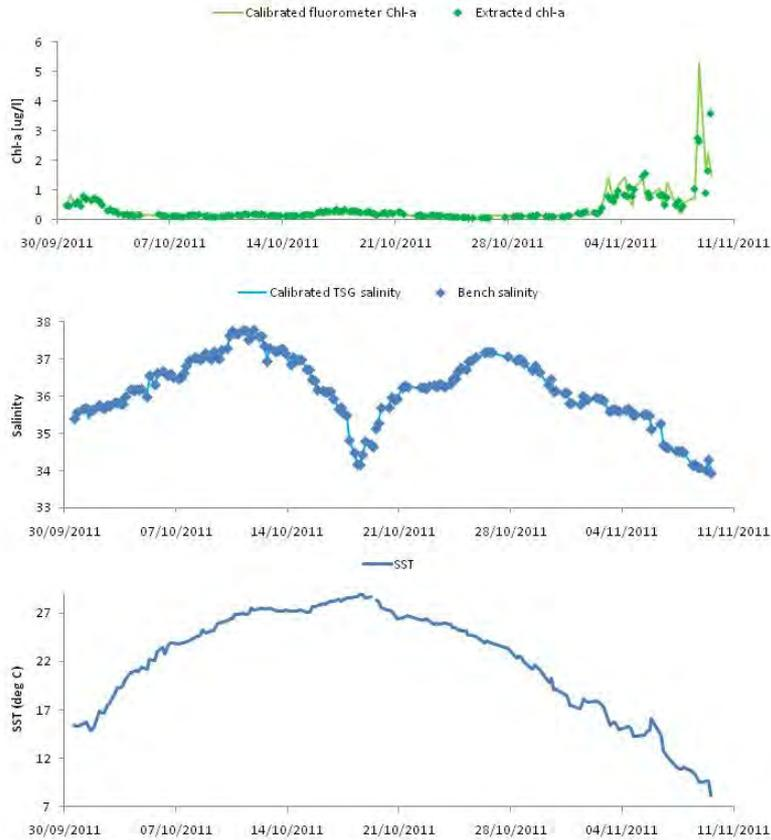 Calibrated fluorometer Chl-a Extracted chl-a
6
5
4
3
2
1
0
Chl-a [ug/l]
30/09/2011 07/10/2011 14/10/2011 21/10/2011 28/10/2011 04/11/2011 11/11/2011
Calibrated TSG salinity Bench salinity
38
37
36
35
34
33
Salinity
30/09/2011 07/10/2011 14/10/2011 21/10/2011 28/10/2011 04/11/2011 11/11/2011
SST
27
22
17
12
7
SST (deg C)
30/09/2011 07/10/2011 14/10/2011 21/10/2011 28/10/2011 04/11/2011 11/11/2011